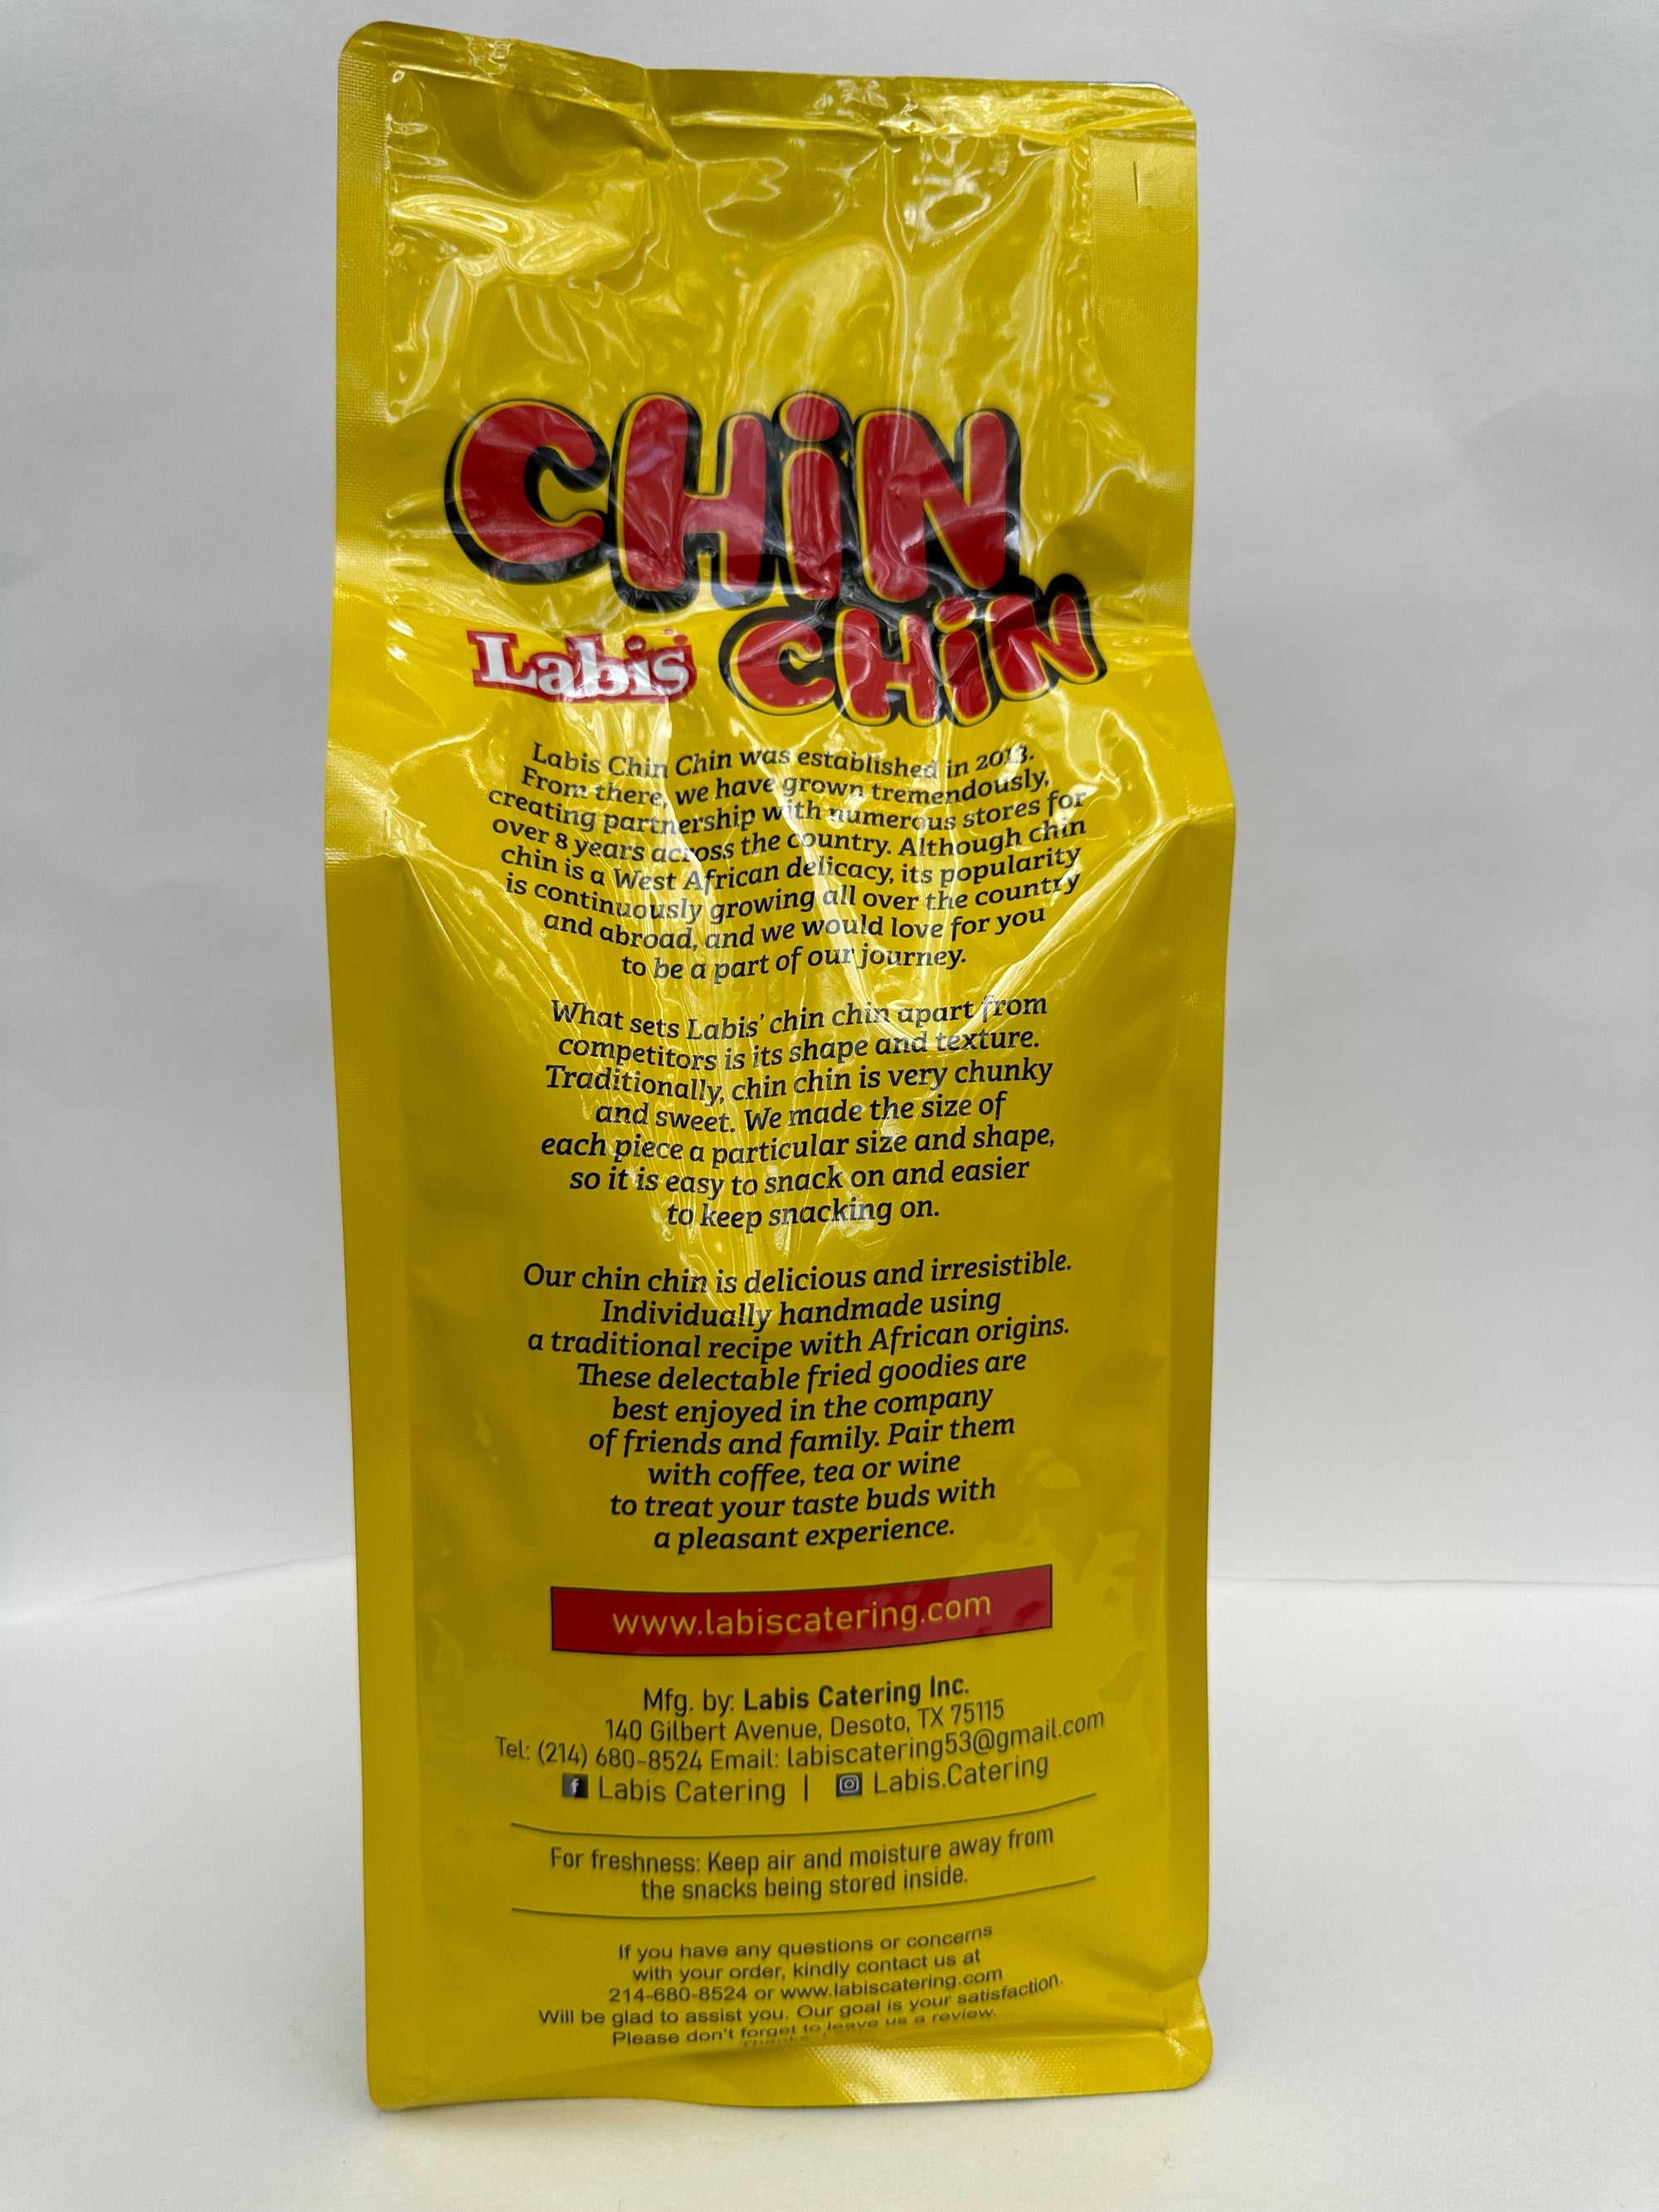 CHiN
Labis CHiN
Labis Chin Chin was established in 2013.
From there, we have grown tremendously,
creating partnership with numerous stores for
over 8 years across the country. Although chin
chin is a West African delicacy, its popularity
is continuously growing all over the country
and abroad, and we would love for you
to be a part of our journey.
What sets Labis' chin chin apart from
competitors is its shape and texture.
Traditionally, chin chin is very chunky
and sweet. We made the size of
each piece a particular size and shape,
so it is easy to snack on and easier
to keep snacking on.
Our chin chin is delicious and irresistible.
Individually handmade using
a traditional recipe with African origins.
These delectable fried goodies are
best enjoyed in the company
of friends and family. Pair them
with coffee, tea or wine
to treat your taste buds with
a pleasant experience.
www.labiscatering.com
Mfg. by: Labis Catering Inc.
140 Gilbert Avenue, Desoto, TX 75115
Tel: (214) 680-8524 Email: labiscatering53@gmail.com
f Labis Catering | Labis.Catering
For freshness: Keep air and moisture away from
the snacks being stored inside.
If you have any questions or concerns
with your order, kindly contact us at
214-680-8524 or www.labiscatering.com
Will be glad to assist you. Our goal is your satisfaction.
Please don't forget to leave us a review.